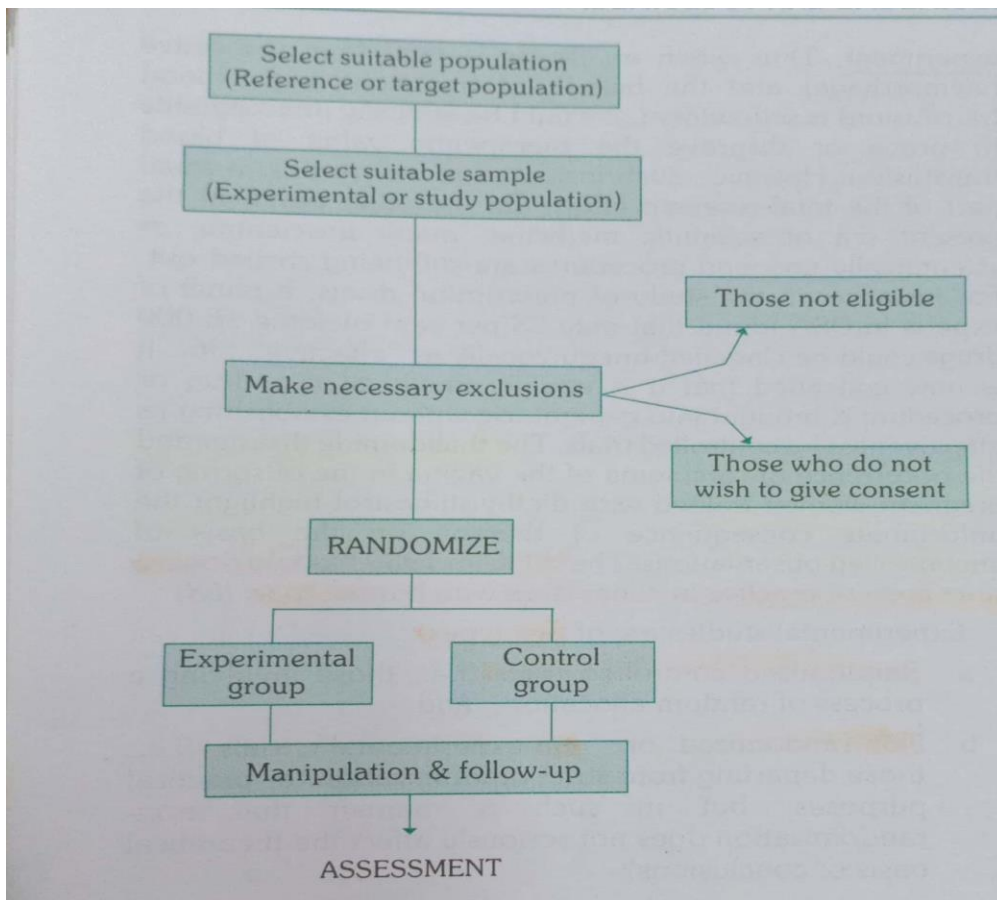 Select suitable population
(Reference or target population)
Select suitable sample
(Experimental or study population)
Those not eligible
Make necessary exclusions
Those who do not
wish to give consent
RANDOMIZE
Experimental
group
Control
group
Manipulation & follow-up
ASSESSMENT